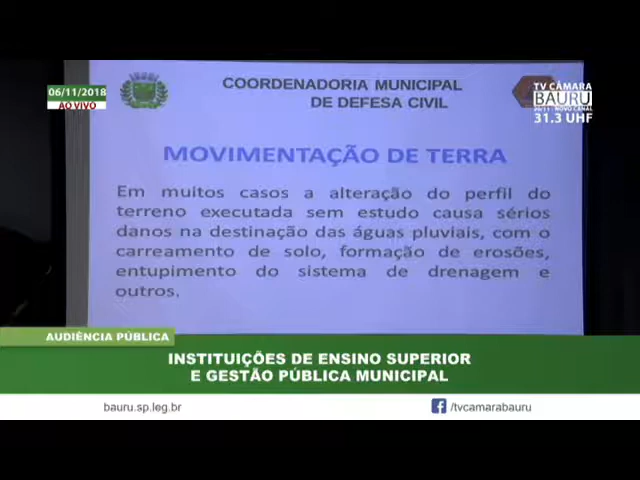 06/11/2018
AO VIVO
COORDENADORIA MUNICIPAL
DE DEFESA CIVIL
TV CÂMARA
BAURU
31.3 UHF
MOVIMENTAÇÃO DE TERRA
Em muitos casos a alteração do perfil do
terreno executada sem estudo causa sérios
danos na destinação das águas pluviais, com o
carreamento de solo, formação de erosões,
entupimento do sistema de drenagem e
outros.
AUDIÊNCIA PÚBLICA
INSTITUIÇÕES DE ENSINO SUPERIOR
E GESTÃO PÚBLICA MUNICIPAL
bauru.sp.leg.br
/tvcamarabauru